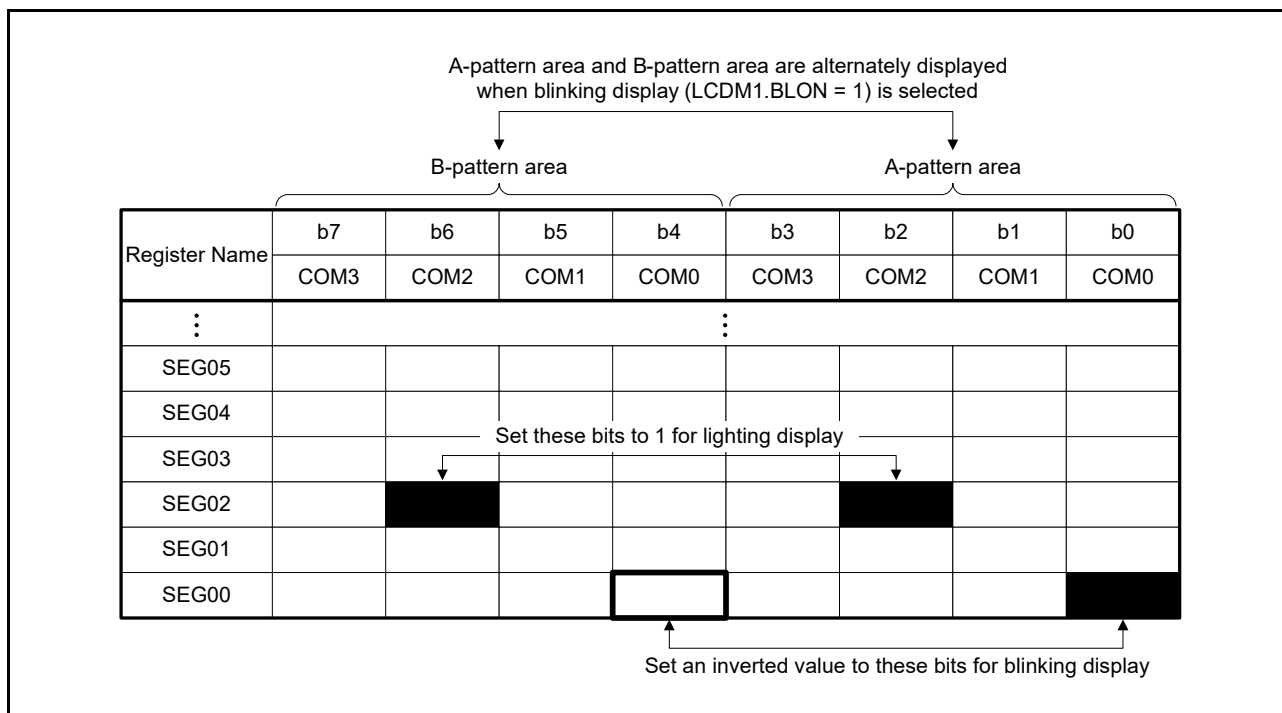 A-pattern area and B-pattern area are alternately displayed
when blinking display (LCDM1.BLON = 1) is selected
B-pattern area A-pattern area
Register Name b7 b6 b5 b4 b3 b2 b1 b0
COM3 COM2 COM1 COM0 COM3 COM2 COM1 COM0
⋮ ⋮
SEG05
SEG04
Set these bits to 1 for lighting display
SEG03
SEG02
SEG01
SEG00
Set an inverted value to these bits for blinking display